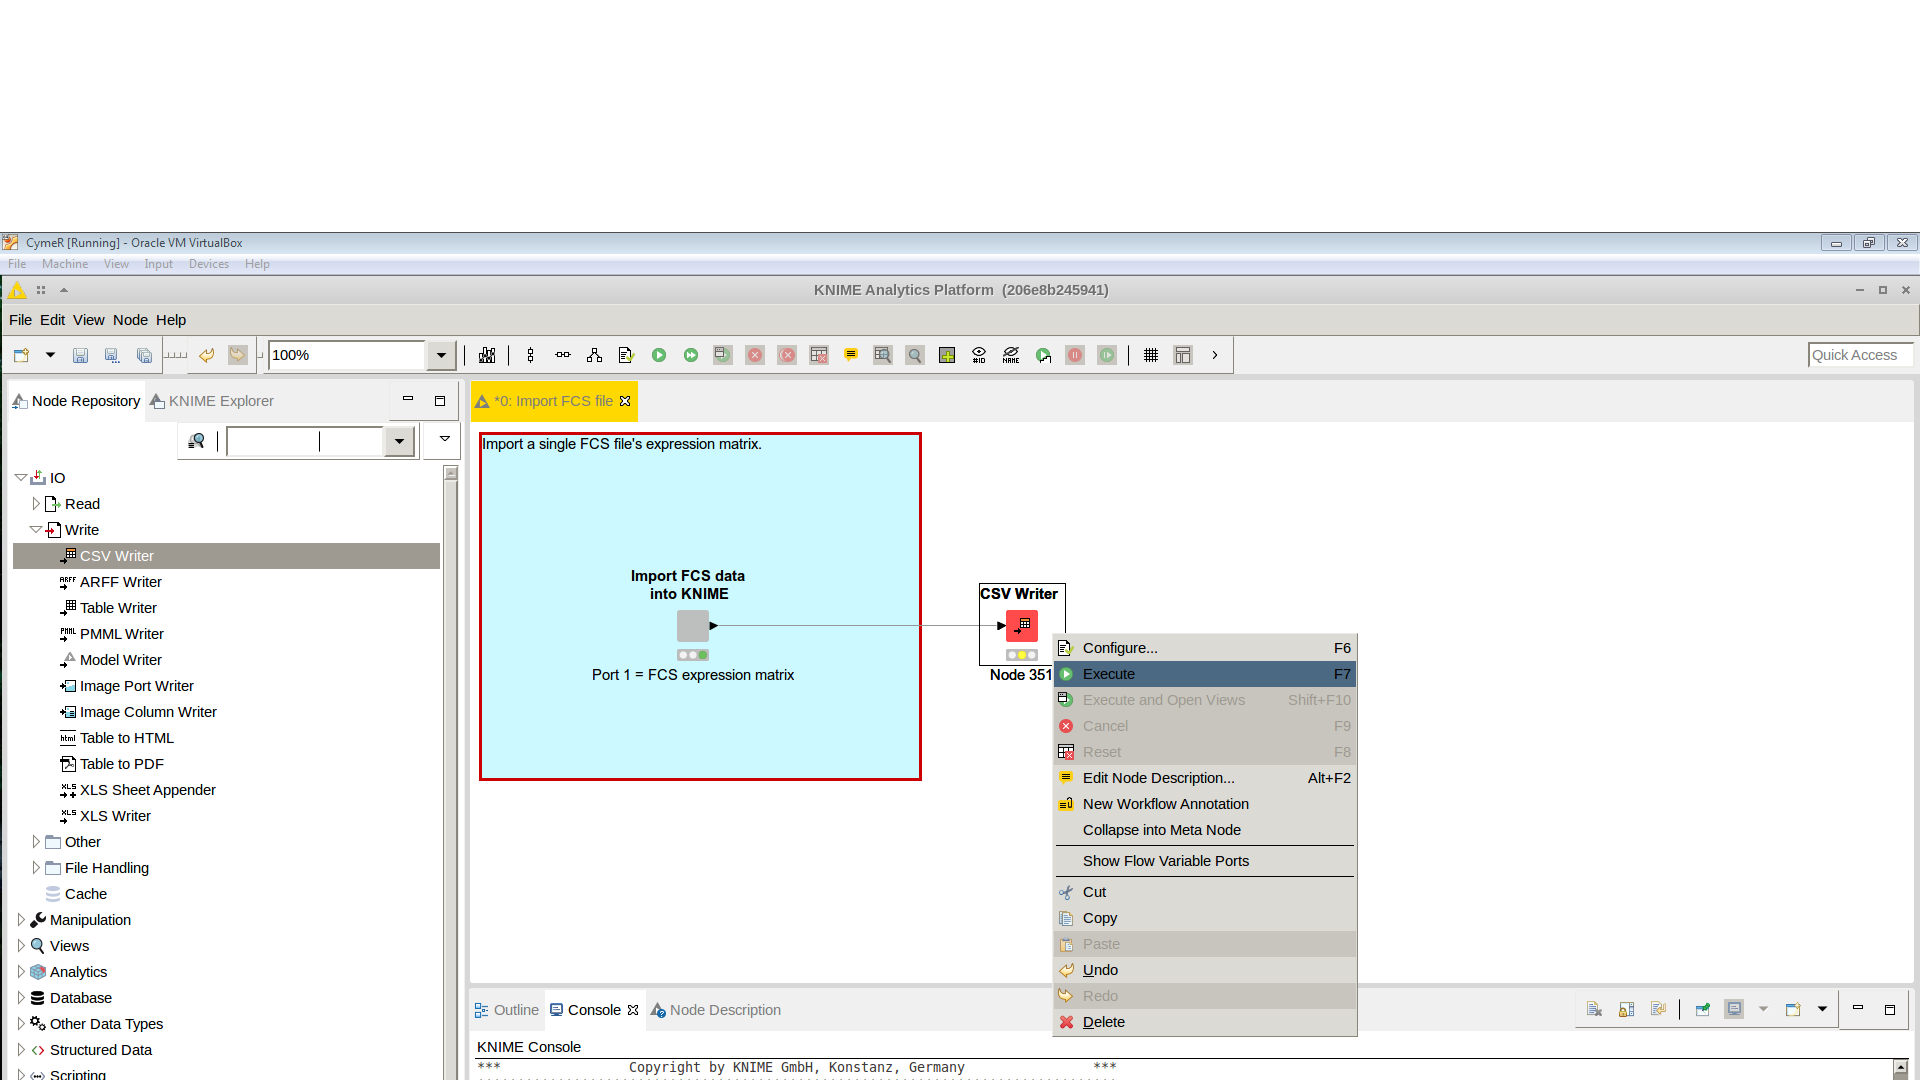 CymeR [Running] - Oracle VM VirtualBox
File Machine View Input Devices Help
KNIME Analytics Platform (206e8b245941)
File Edit View Node Help
100%
#ID
NAME
Quick Access
Node Repository
KNIME Explorer
*0: Import FCS file
IO
Read
Write
CSV Writer
ARFF Writer
Table Writer
PMML Writer
Model Writer
Image Port Writer
Image Column Writer
Table to HTML
Table to PDF
XLS Sheet Appender
XLS Writer
Other
File Handling
Cache
Manipulation
Views
Analytics
Database
Other Data Types
Structured Data
Scripting
Import a single FCS file's expression matrix.
Import FCS data
into KNIME
Port 1 = FCS expression matrix
CSV Writer
Node 351
Configure... F6
Execute F7
Execute and Open Views Shift+F10
Cancel F9
Reset F8
Edit Node Description... Alt+F2
New Workflow Annotation
Collapse into Meta Node
Show Flow Variable Ports
Cut
Copy
Paste
Undo
Redo
Delete
Outline
Console
Node Description
KNIME Console
*** Copyright by KNIME GmbH, Konstanz, Germany ***